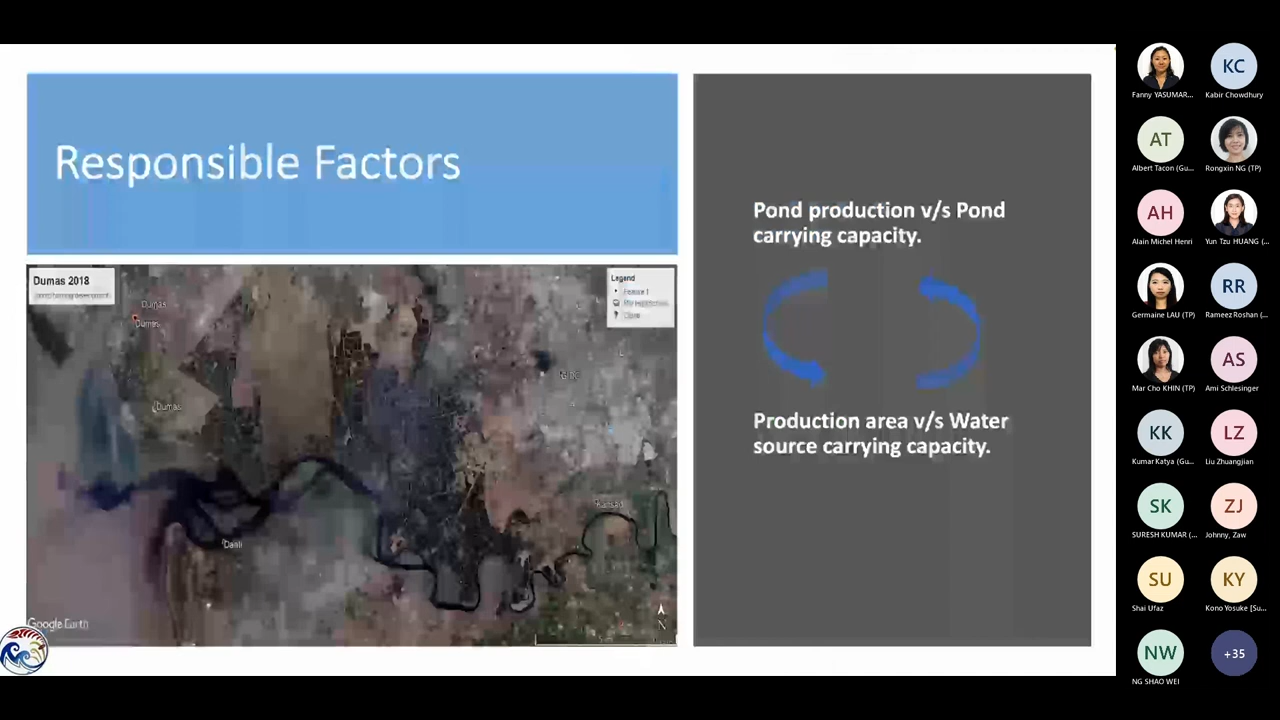 Responsible Factors
Pond production v/s Pond
carrying capacity.
Production area v/s Water
source carrying capacity.
Dumas 2018
Legend
Feature 1
Dumas
Dumas
Dumas
Google Earth
N
Fanny YASUMAR...
KC
Kabir Chowdhury
AT
Albert Tacon (Gu...
Rongxin NG (TP)
AH
Alain Michel Henri
Yun Tzu HUANG (...
Germaine LAU (TP)
RR
Rameez Roshan (...
Mar Cho KHIN (TP)
AS
Ami Schlesinger
KK
Kumar Katya (Gu...
LZ
Liu Zhuangjian
SK
SURESH KUMAR (...
ZJ
Johnny, Zaw
SU
Shai Ufaz
KY
Kono Yosuke [Su...
NW
NG SHAO WEI
+35